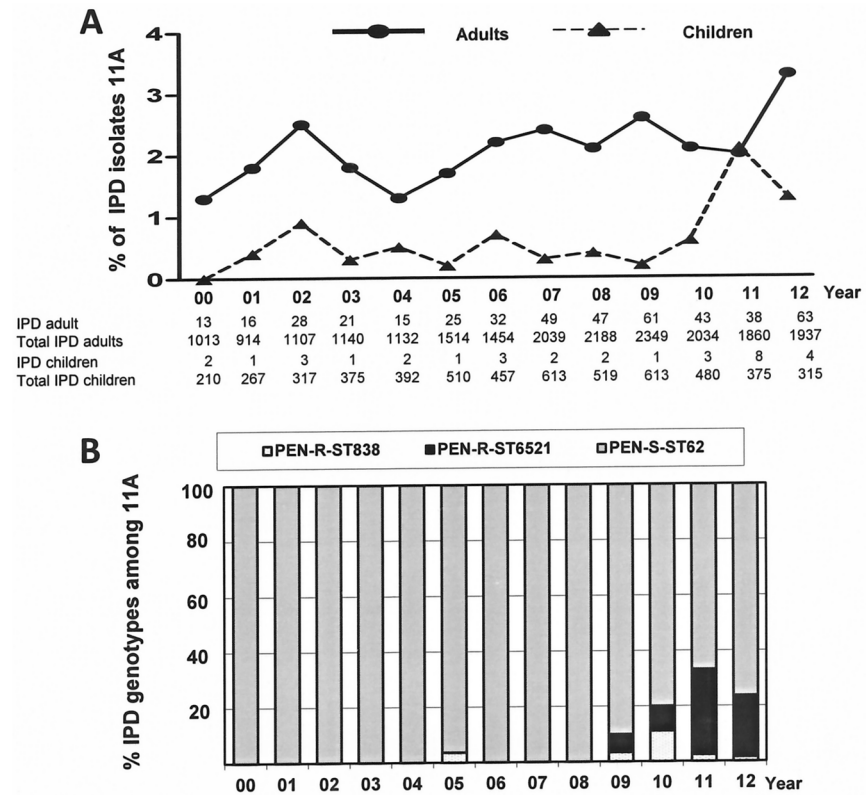 A
Adults Children
% of IPD isolates 11A
4
3
2
1
0
00 01 02 03 04 05 06 07 08 09 10 11 12 Year
IPD adult 13 16 28 21 15 25 32 49 47 61 43 38 63
Total IPD adults 1013 914 1107 1140 1132 1514 1454 2039 2188 2349 2034 1860 1937
IPD children 2 1 3 1 2 1 3 2 2 1 3 8 4
Total IPD children 210 267 317 375 392 510 457 613 519 613 480 375 315
B
PEN-R-ST838 PEN-R-ST6521 PEN-S-ST62
% IPD genotypes among 11A
100
80
60
40
20
00 01 02 03 04 05 06 07 08 09 10 11 12 Year